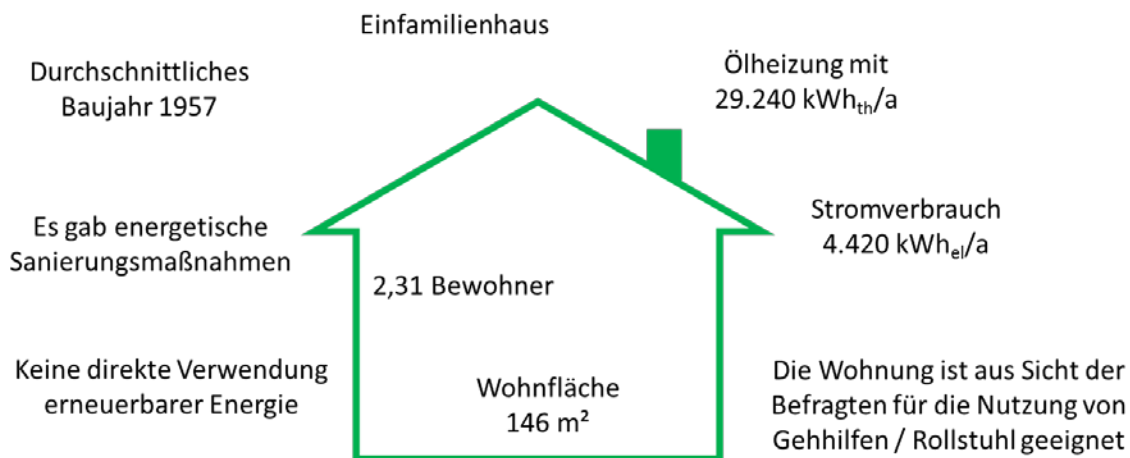 Einfamilienhaus
Durchschnittliches
Baujahr 1957
Ölheizung mit
29.240 kWhth/a
Es gab energetische
Sanierungsmaßnahmen
Stromverbrauch
4.420 kWhel/a
2,31 Bewohner
Keine direkte Verwendung
erneuerbarer Energie
Wohnfläche
146 m²
Die Wohnung ist aus Sicht der
Befragten für die Nutzung von
Gehhilfen / Rollstuhl geeignet